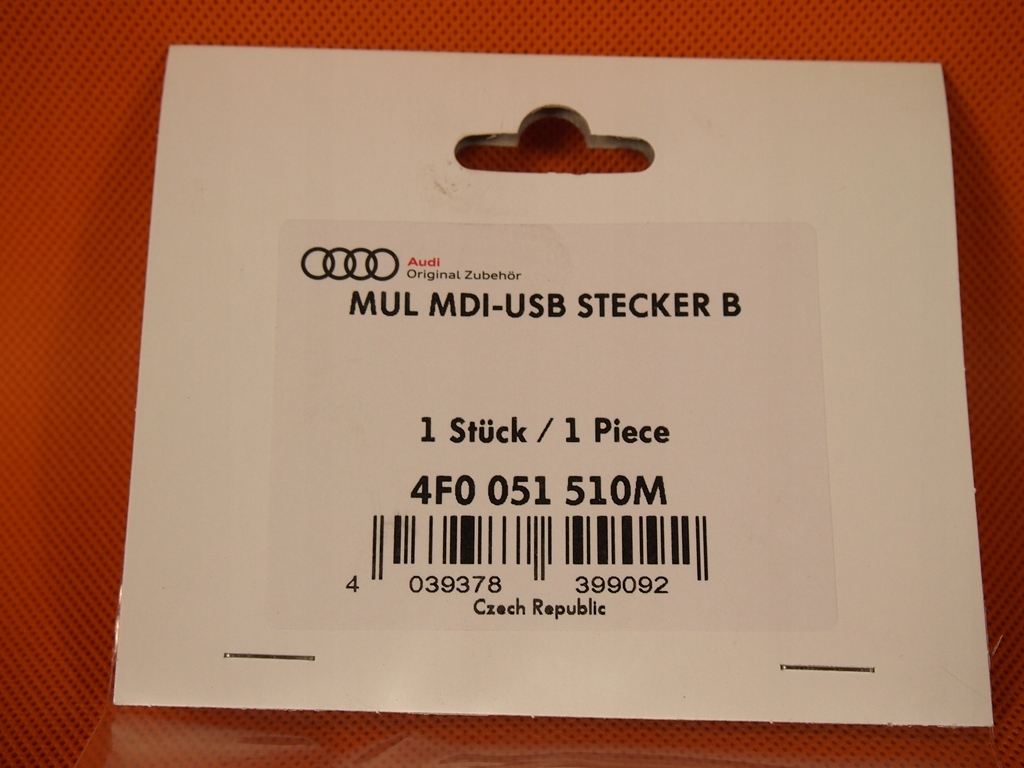 Audi
Original Zubehör
MUL MDI-USB STECKER B
1 Stück / 1 Piece
4F0 051 510M
4 039378 399092
Czech Republic